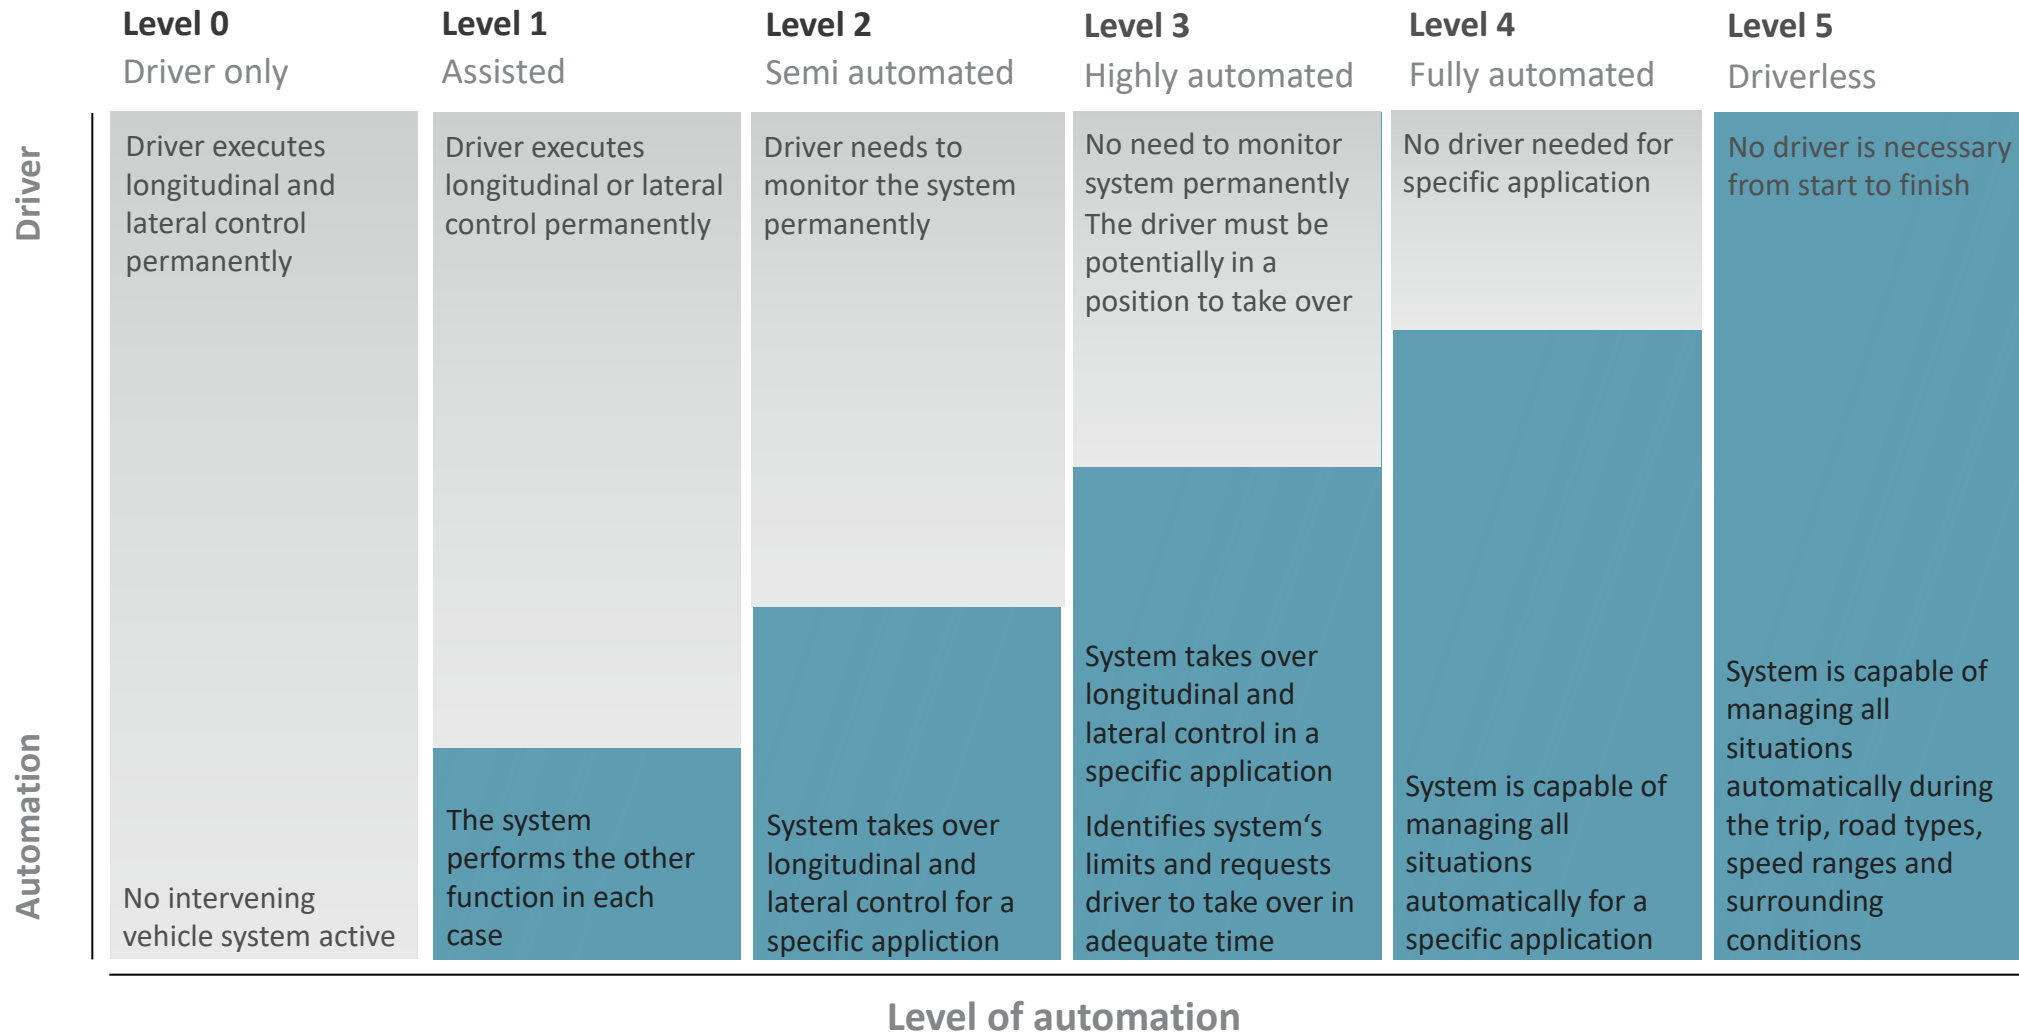 Level 0
Driver only
Level 1
Assisted
Level 2
Semi automated
Level 3
Highly automated
Level 4
Fully automated
Level 5
Driverless
Driver
Automation
Driver executes
longitudinal and
lateral control
permanently
No intervening
vehicle system active
Driver executes
longitudinal or lateral
control permanently
The system
performs the other
function in each
case
Driver needs to
monitor the system
permanently
System takes over
longitudinal and
lateral control for a
specific appliction
No need to monitor
system permanently
The driver must be
potentially in a
position to take over
System takes over
longitudinal and
lateral control in a
specific application
Identifies system‘s
limits and requests
driver to take over in
adequate time
No driver needed for
specific application
System is capable of
managing all
situations
automatically for a
specific application
No driver is necessary
from start to finish
System is capable of
managing all
situations
automatically during
the trip, road types,
speed ranges and
surrounding
conditions
Level of automation